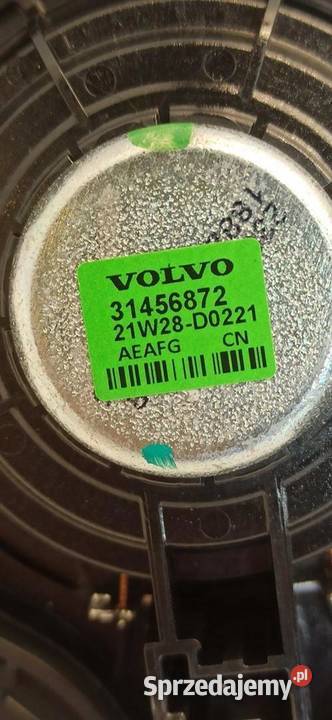 VOLVO
31456872
21W28-D0221
AEAFG CN
Sprzedajemy.pl